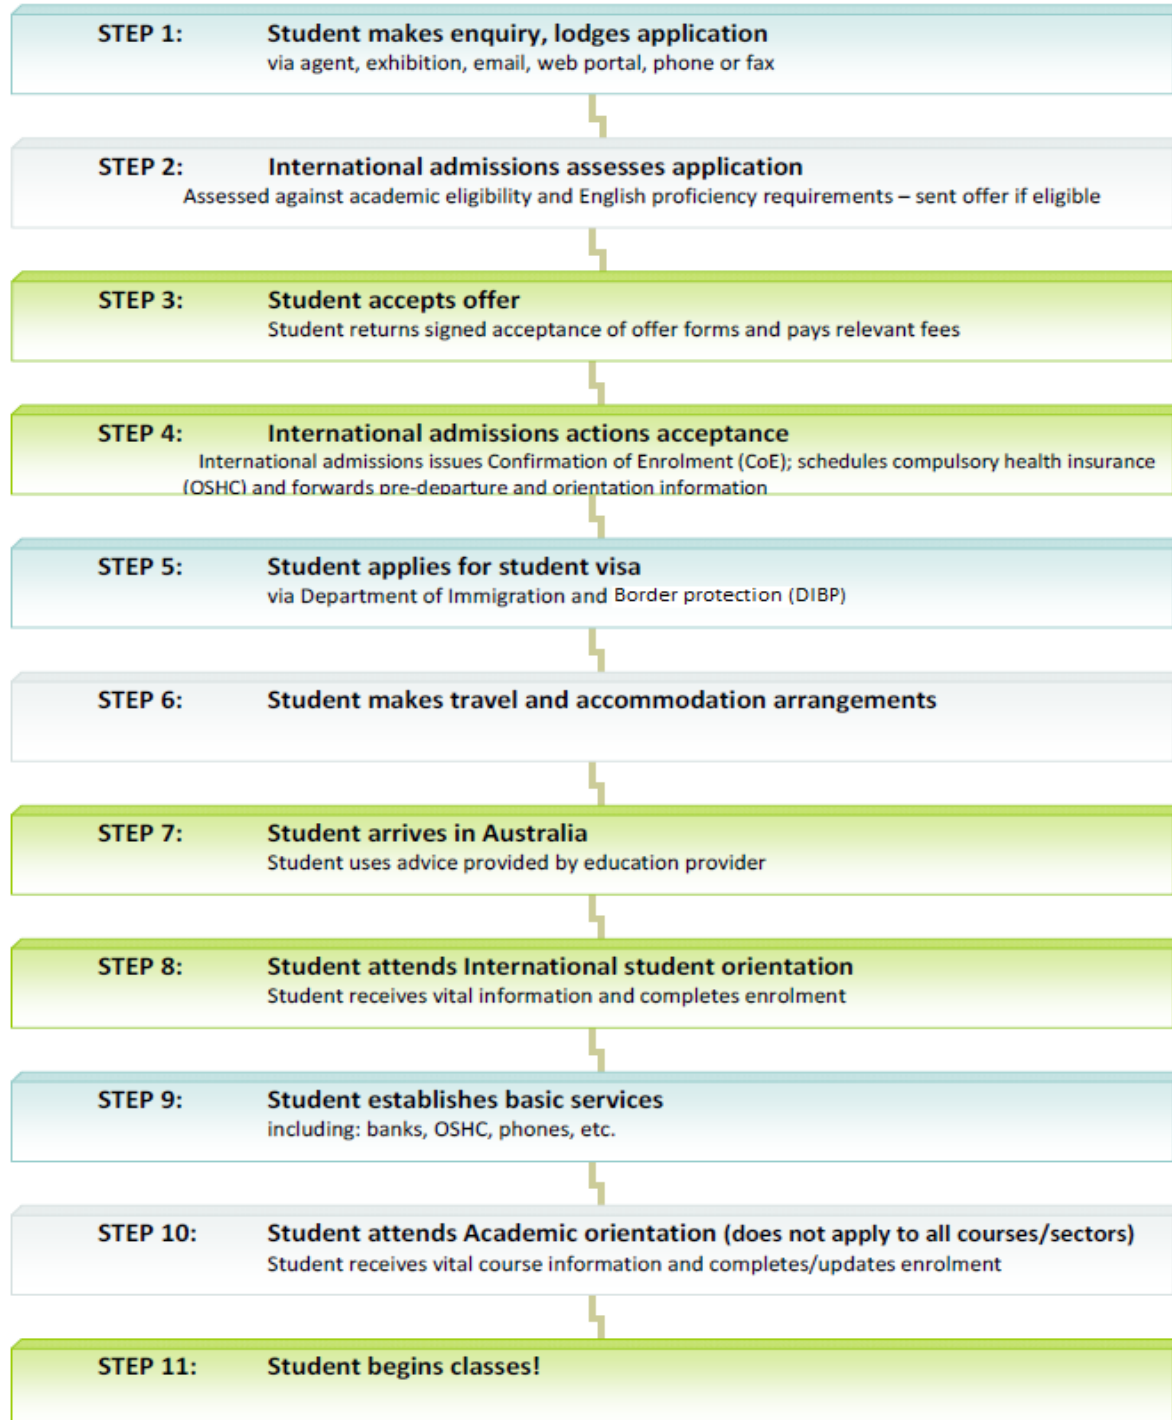 STEP 1: Student makes enquiry, lodges application
via agent, exhibition, email, web portal, phone or fax
STEP 2: International admissions assesses application
Assessed against academic eligibility and English proficiency requirements – sent offer if eligible
STEP 3: Student accepts offer
Student returns signed acceptance of offer forms and pays relevant fees
STEP 4: International admissions actions acceptance
International admissions issues Confirmation of Enrolment (CoE); schedules compulsory health insurance
(OSHC) and forwards pre-departure and orientation information
STEP 5: Student applies for student visa
via Department of Immigration and Border protection (DIBP)
STEP 6: Student makes travel and accommodation arrangements
STEP 7: Student arrives in Australia
Student uses advice provided by education provider
STEP 8: Student attends International student orientation
Student receives vital information and completes enrolment
STEP 9: Student establishes basic services
including: banks, OSHC, phones, etc.
STEP 10: Student attends Academic orientation (does not apply to all courses/sectors)
Student receives vital course information and completes/updates enrolment
STEP 11: Student begins classes!